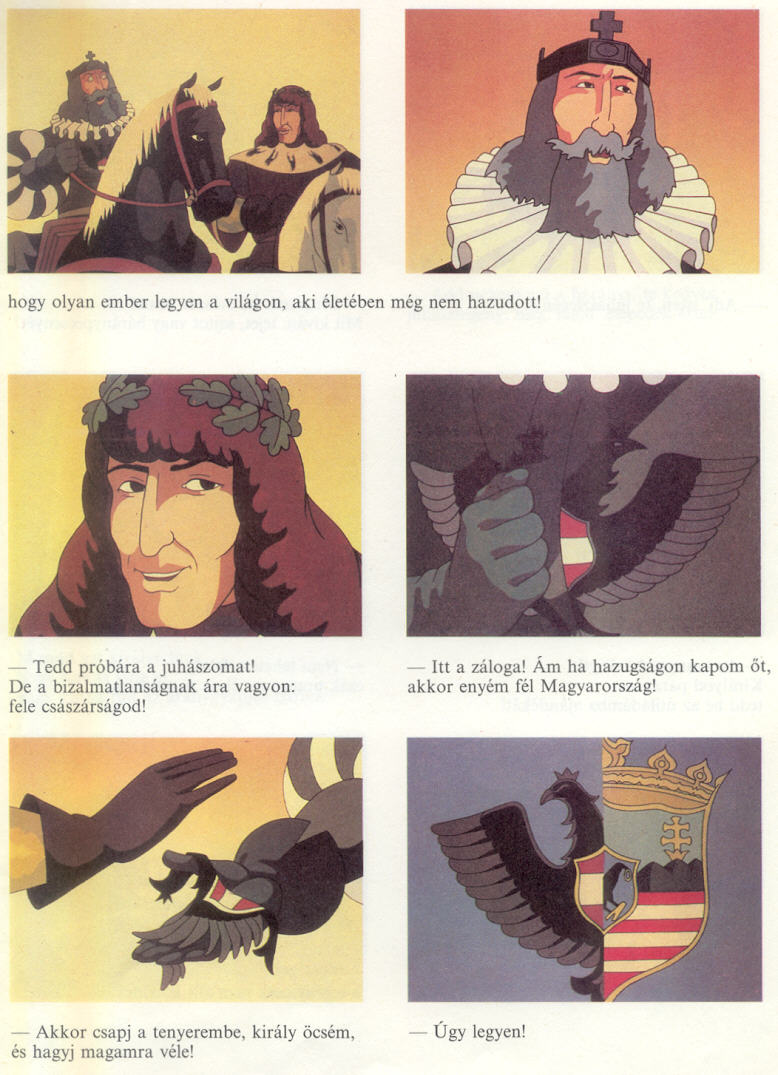 hogy olyan ember legyen a világon, aki életében még nem hazudott!
— Tedd próbára a juhászomat!
De a bizalmatlanságnak ára vagyon:
fele császárságod!
— Itt a záloga! Ám ha hazugságon kapom őt,
akkor enyém fél Magyarország!
— Akkor csapj a tenyerembe, király öcsém,
és hagyj magamra véle!
— Úgy legyen!